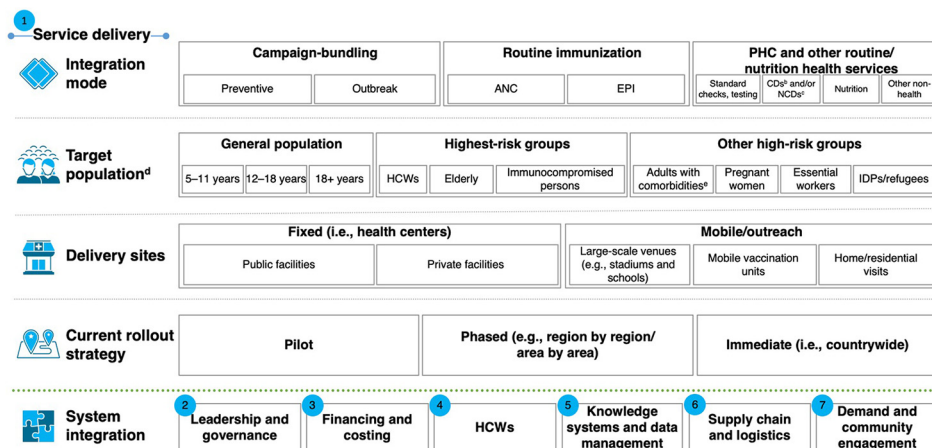 1
Service delivery
Integration
mode
Campaign-bundling
Preventive
Outbreak
Routine immunization
ANC
EPI
PHC and other routine/
nutrition health services
Standard
checks, testing
CDsᵇ and/or
NCDsᶜ
Nutrition
Other non-
health
Target
populationᵈ
General population
5–11 years
12–18 years
18+ years
Highest-risk groups
HCWs
Elderly
Immunocompromised
persons
Other high-risk groups
Adults with
comorbiditiesᵉ
Pregnant
women
Essential
workers
IDPs/refugees
Delivery sites
Fixed (i.e., health centers)
Public facilities
Private facilities
Mobile/outreach
Large-scale venues
(e.g., stadiums and
schools)
Mobile vaccination
units
Home/residential
visits
Current rollout
strategy
Pilot
Phased (e.g., region by region/
area by area)
Immediate (i.e., countrywide)
System
integration
2
Leadership and
governance
3
Financing and
costing
4
HCWs
5
Knowledge
systems and data
management
6
Supply chain
and logistics
7
Demand and
community
engagement